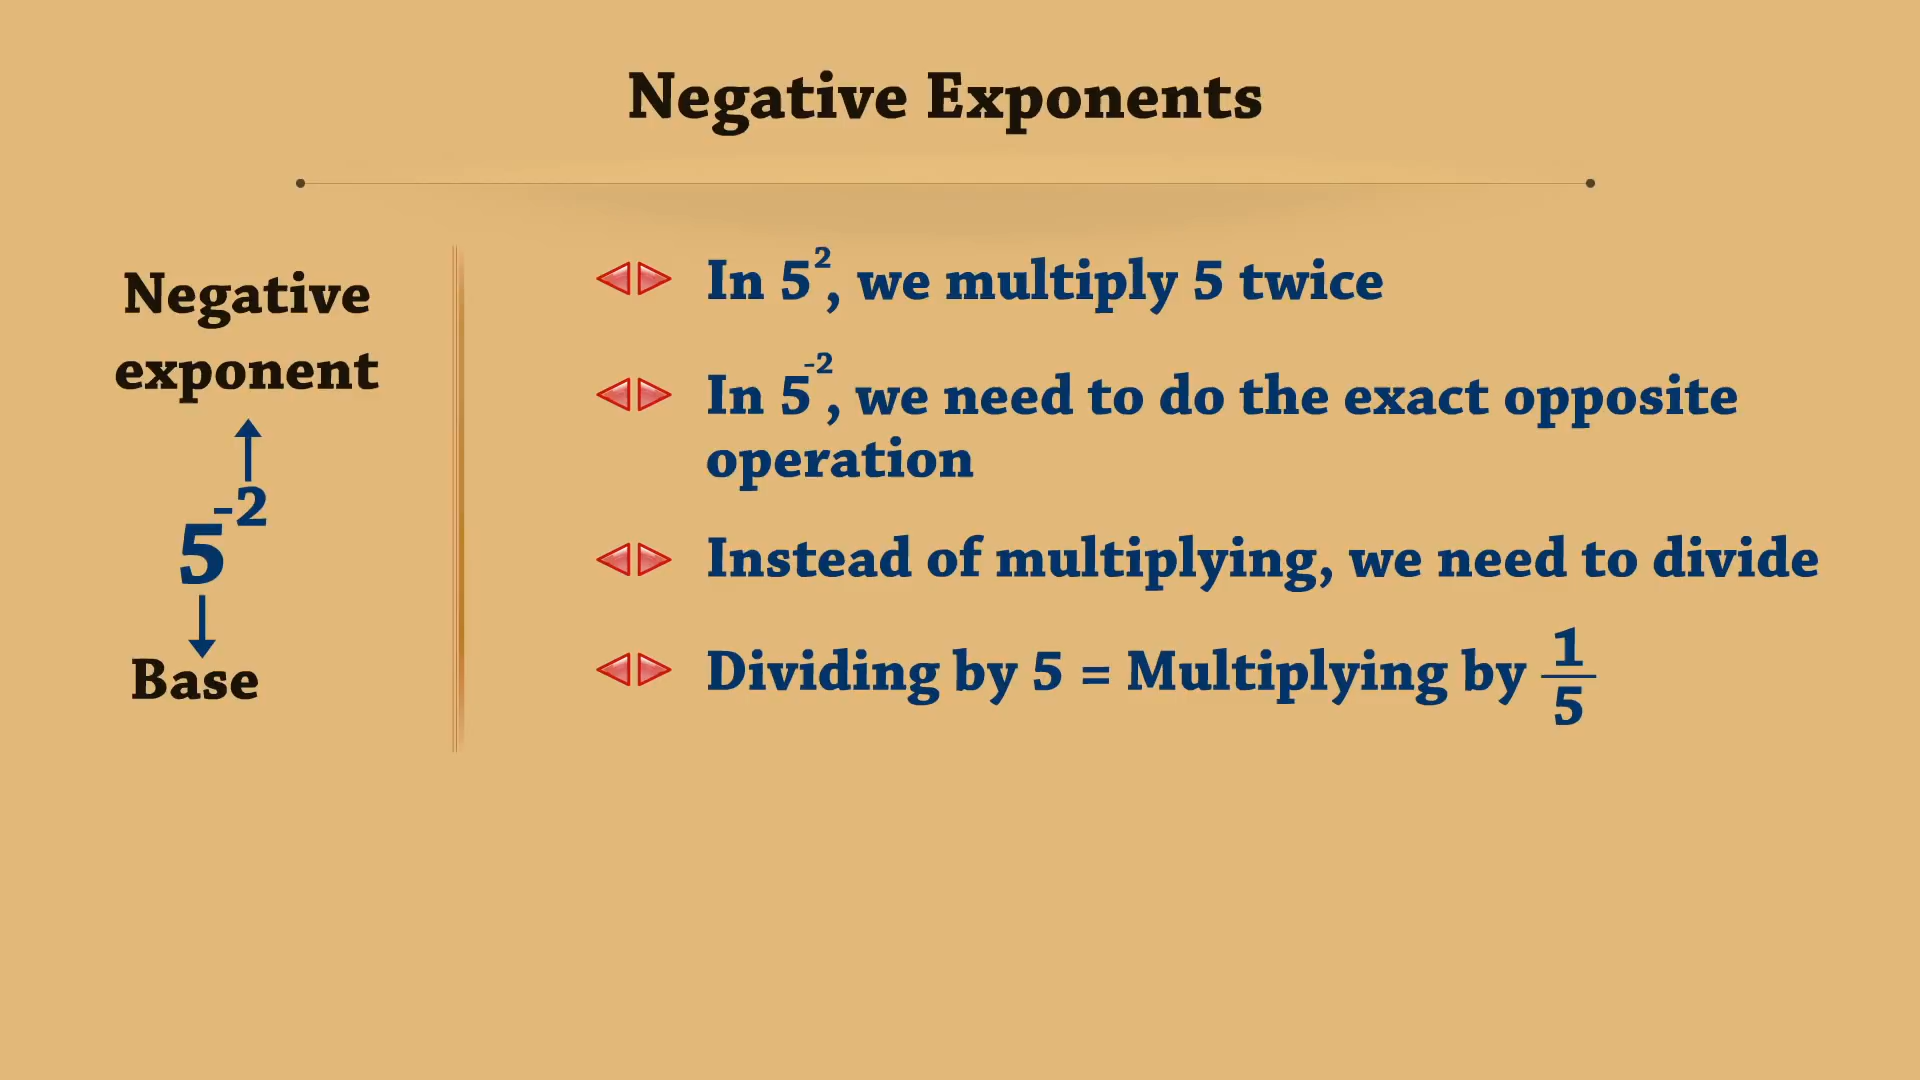 Negative Exponents
Negative
exponent
5⁻²
Base
In 5², we multiply 5 twice
In 5⁻², we need to do the exact opposite
operation
Instead of multiplying, we need to divide
Dividing by 5 = Multiplying by 1/5